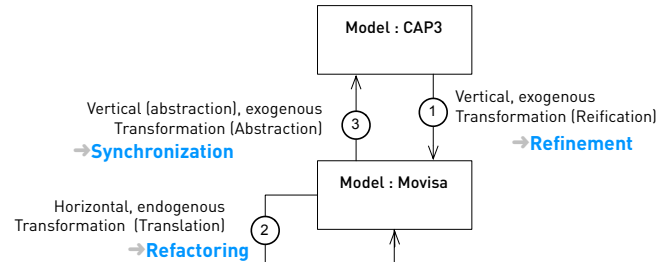 Model : CAP3
Vertical (abstraction), exogenous
Transformation (Abstraction)
➔Synchronization
3
1
Vertical, exogenous
Transformation (Reification)
➔Refinement
Model : Movisa
Horizontal, endogenous
Transformation (Translation)
➔Refactoring
2